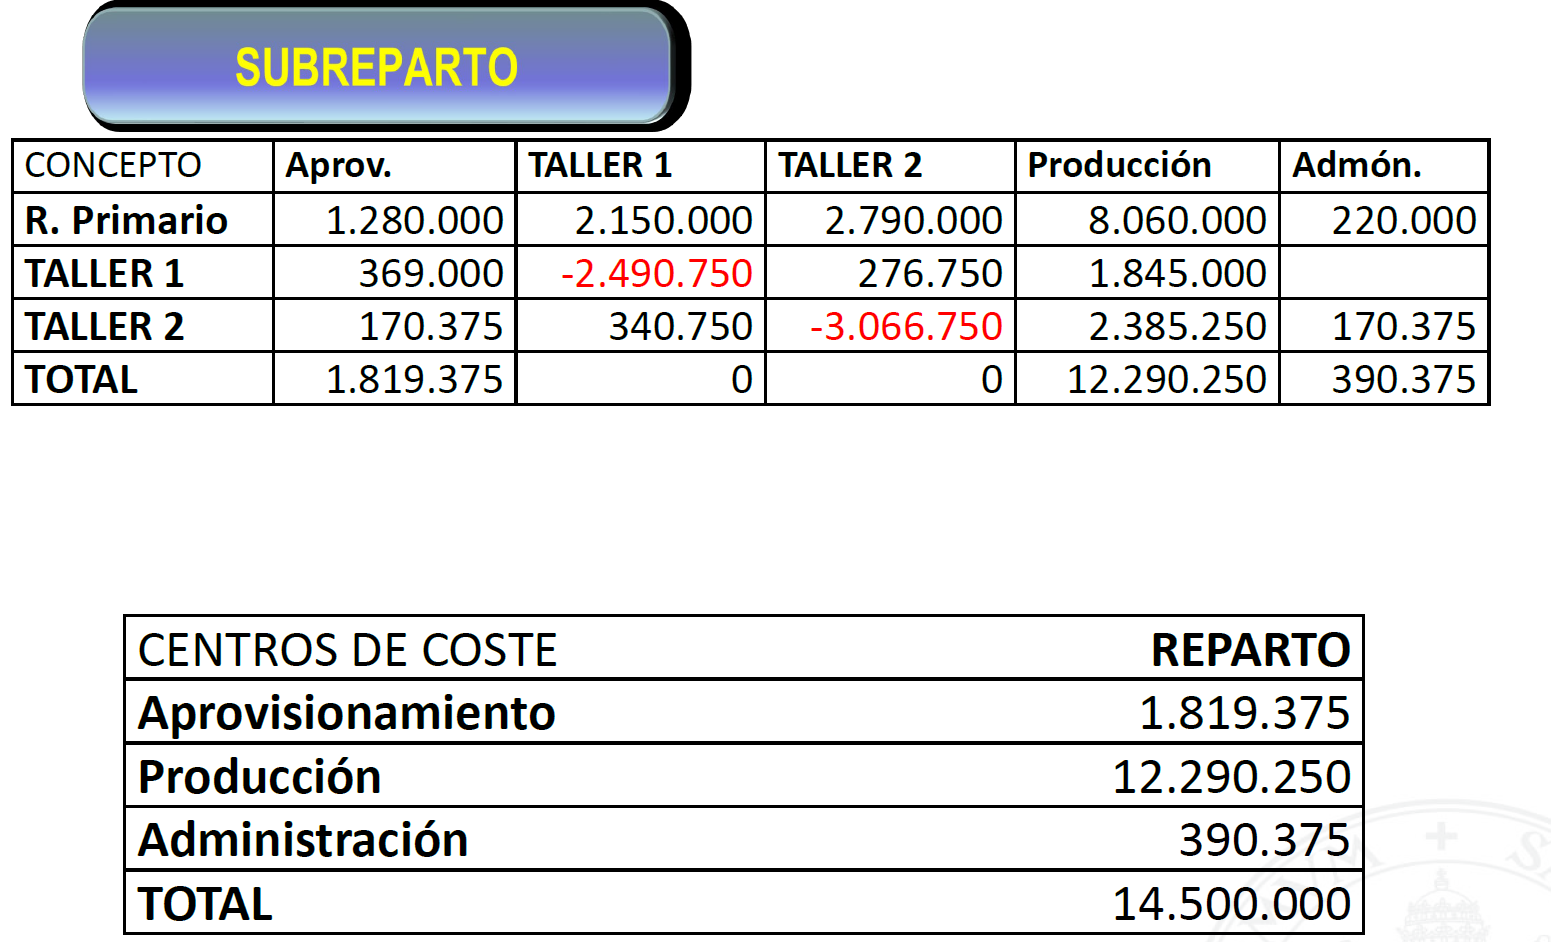 SUBREPARTO
CONCEPTO Aprov. TALLER 1 TALLER 2 Producción Admón.
R. Primario 1.280.000 2.150.000 2.790.000 8.060.000 220.000
TALLER 1 369.000 -2.490.750 276.750 1.845.000
TALLER 2 170.375 340.750 -3.066.750 2.385.250 170.375
TOTAL 1.819.375 0 0 12.290.250 390.375
CENTROS DE COSTE REPARTO
Aprovisionamiento 1.819.375
Producción 12.290.250
Administración 390.375
TOTAL 14.500.000